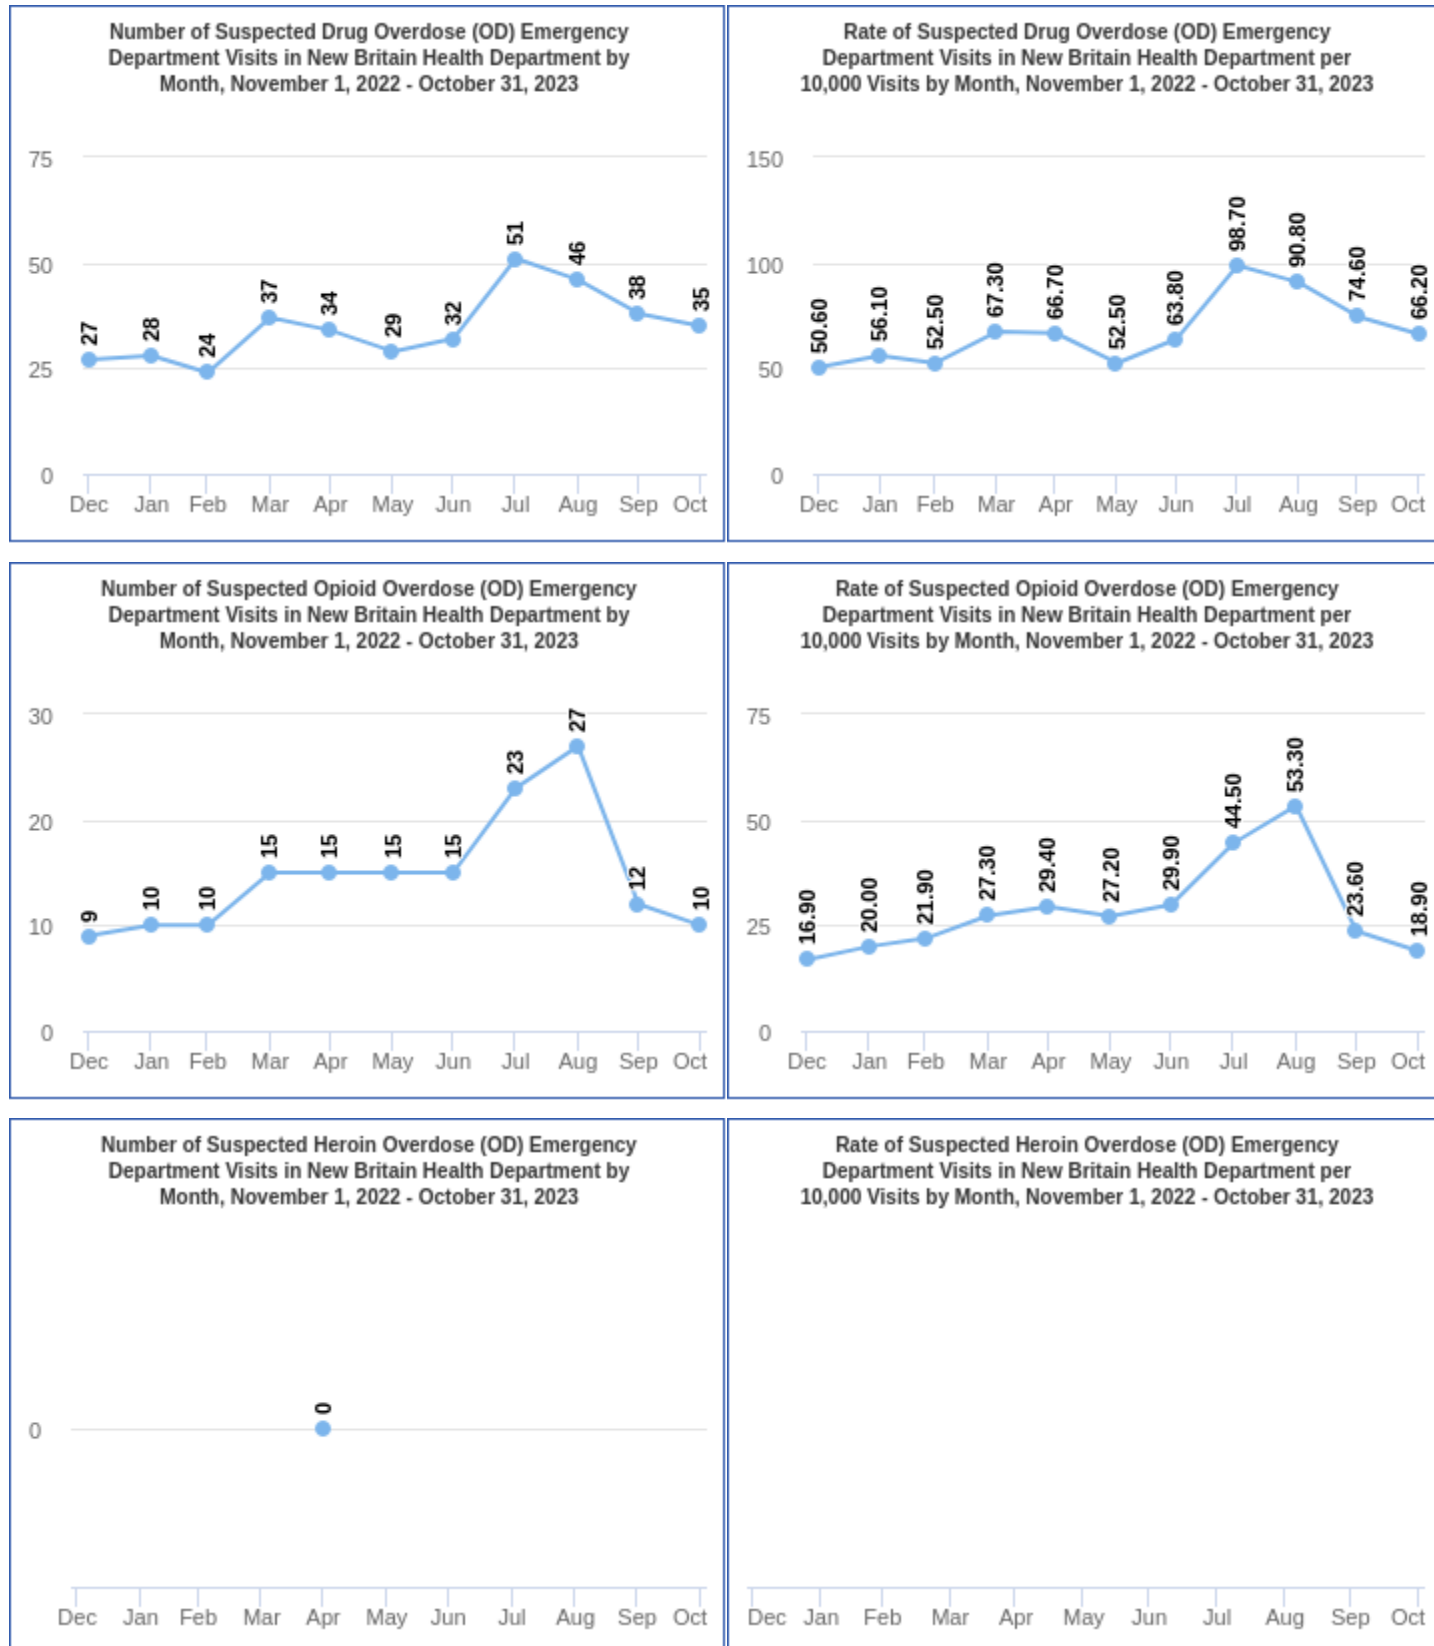 Number of Suspected Drug Overdose (OD) Emergency
Department Visits in New Britain Health Department by
Month, November 1, 2022 - October 31, 2023
75
50
25
0
27
28
24
37
34
29
32
51
46
38
35
Dec Jan Feb Mar Apr May Jun Jul Aug Sep Oct
Rate of Suspected Drug Overdose (OD) Emergency
Department Visits in New Britain Health Department per
10,000 Visits by Month, November 1, 2022 - October 31, 2023
150
100
50
0
50.60
56.10
52.50
67.30
66.70
52.50
63.80
98.70
90.80
74.60
66.20
Dec Jan Feb Mar Apr May Jun Jul Aug Sep Oct
Number of Suspected Opioid Overdose (OD) Emergency
Department Visits in New Britain Health Department by
Month, November 1, 2022 - October 31, 2023
30
20
10
0
9
10
10
15
15
15
15
23
27
12
10
Dec Jan Feb Mar Apr May Jun Jul Aug Sep Oct
Rate of Suspected Opioid Overdose (OD) Emergency
Department Visits in New Britain Health Department per
10,000 Visits by Month, November 1, 2022 - October 31, 2023
75
50
25
0
16.90
20.00
21.90
27.30
29.40
27.20
29.90
44.50
53.30
23.60
18.90
Dec Jan Feb Mar Apr May Jun Jul Aug Sep Oct
Number of Suspected Heroin Overdose (OD) Emergency
Department Visits in New Britain Health Department by
Month, November 1, 2022 - October 31, 2023
0
0
Dec Jan Feb Mar Apr May Jun Jul Aug Sep Oct
Rate of Suspected Heroin Overdose (OD) Emergency
Department Visits in New Britain Health Department per
10,000 Visits by Month, November 1, 2022 - October 31, 2023
Dec Jan Feb Mar Apr May Jun Jul Aug Sep Oct